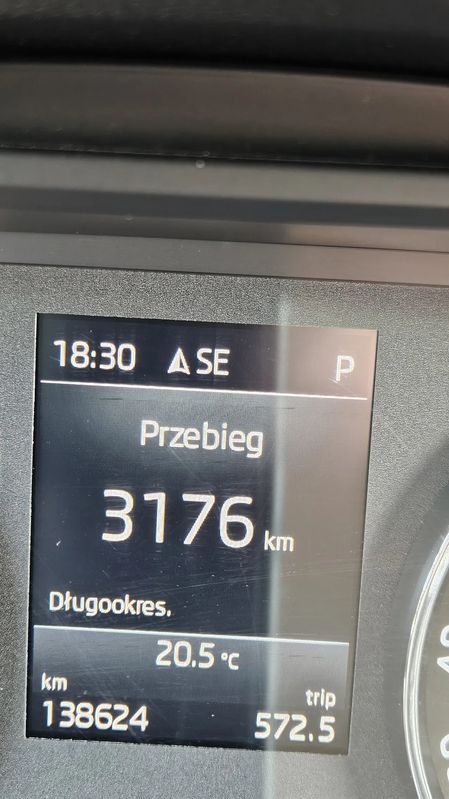 18:30 SE P
Przebieg
3176 km
Długookres.
20.5 °C
km trip
138624 572.5